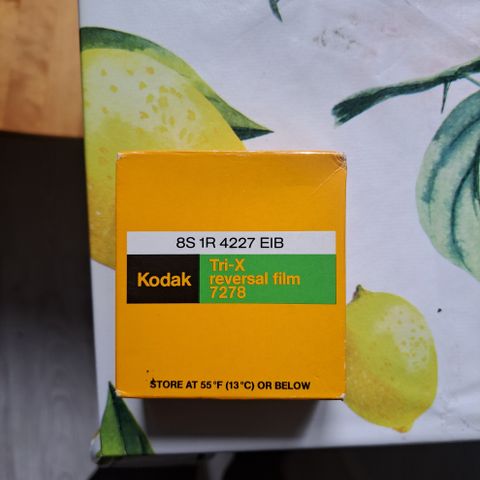 8S 1R 4227 EIB
Kodak
Tri-X
reversal film
7278
STORE AT 55°F (13°C) OR BELOW